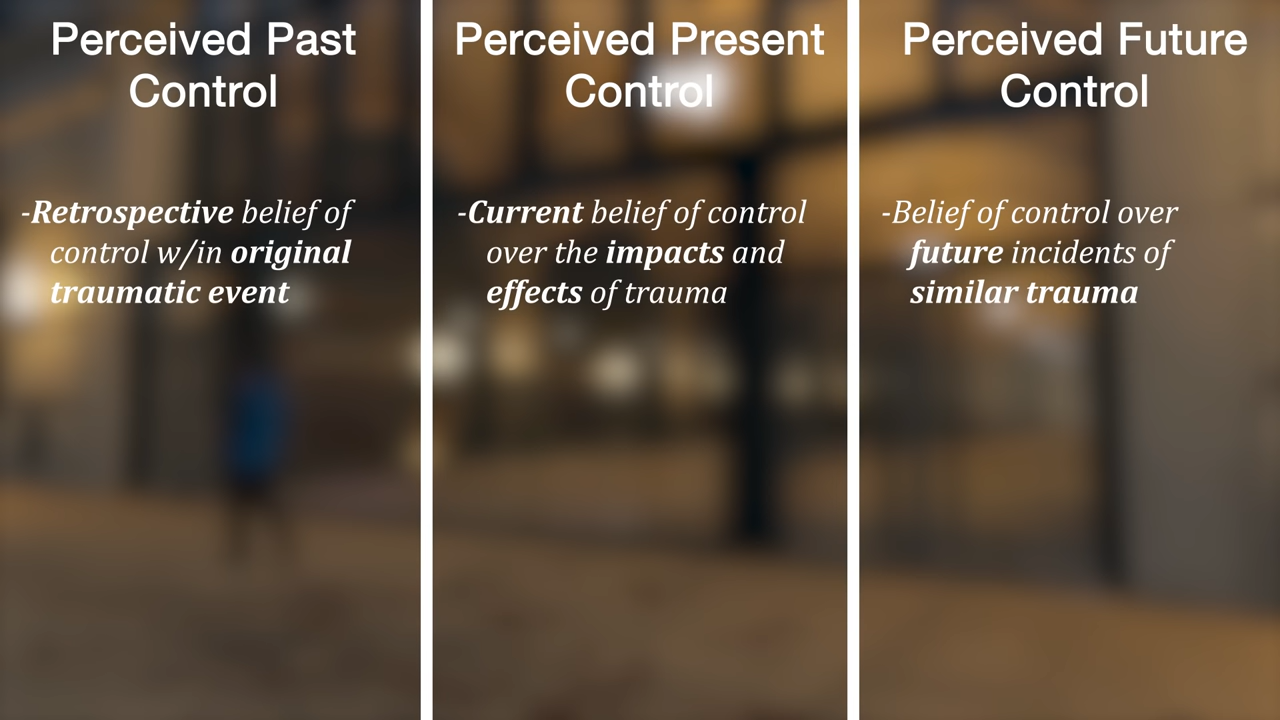 Perceived Past
Control
-Retrospective belief of
control w/in original
traumatic event
Perceived Present
Control
-Current belief of control
over the impacts and
effects of trauma
Perceived Future
Control
-Belief of control over
future incidents of
similar trauma